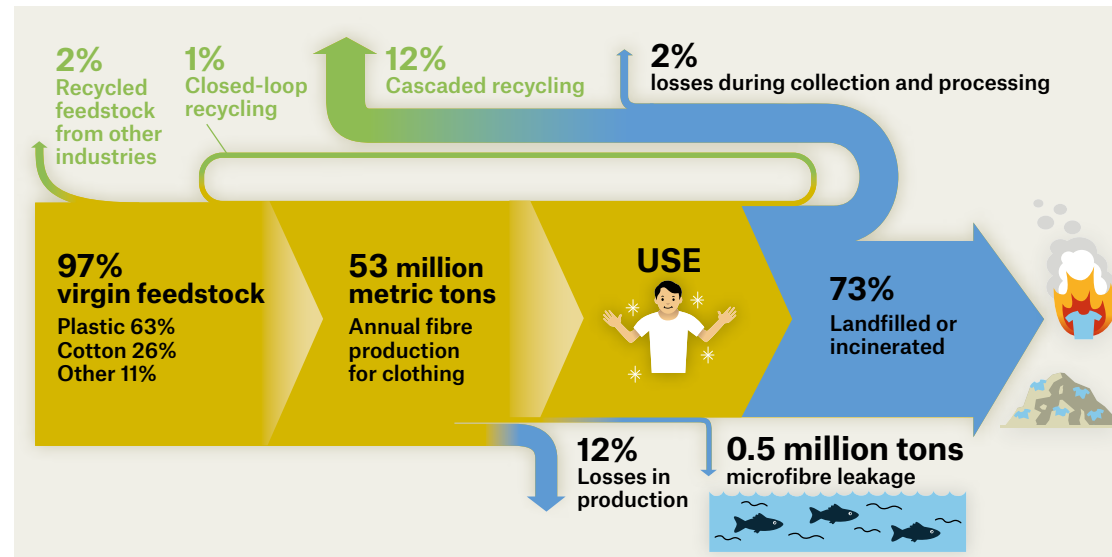 2%
Recycled
feedstock
from other
industries
1%
Closed-loop
recycling
12%
Cascaded recycling
2%
losses during collection and processing
97%
virgin feedstock
Plastic 63%
Cotton 26%
Other 11%
53 million
metric tons
Annual fibre
production
for clothing
USE
73%
Landfilled or
incinerated
12%
Losses in
production
0.5 million tons
microfibre leakage